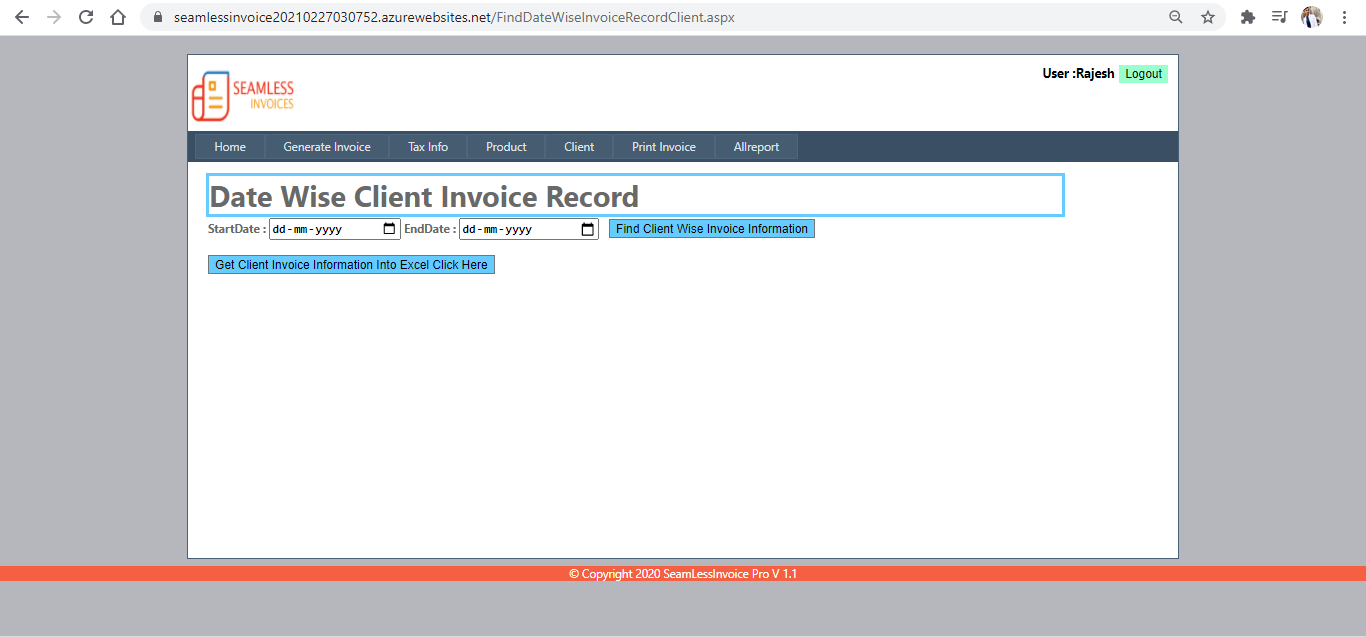 seamlessinvoice20210227030752.azurewebsites.net/FindDateWiseInvoiceRecordClient.aspx
SEAMLESS
INVOICES
User :Rajesh Logout
Home Generate Invoice Tax Info Product Client Print Invoice Allreport
Date Wise Client Invoice Record
StartDate : dd-mm-yyyy EndDate : dd-mm-yyyy Find Client Wise Invoice Information
Get Client Invoice Information Into Excel Click Here
© Copyright 2020 SeamLessInvoice Pro V 1.1